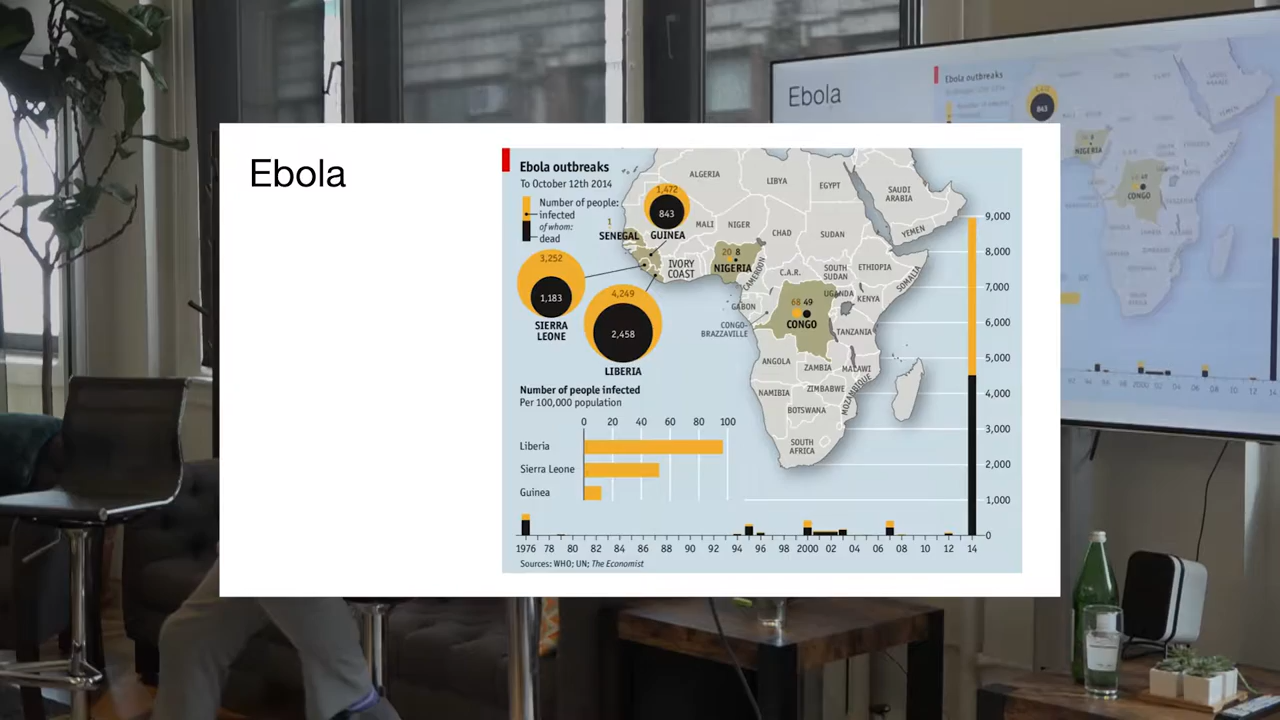 Ebola
Ebola outbreaks
To October 12th 2014
Number of people:
infected
of whom:
dead
1,472
843
GUINEA
1
SENEGAL
3,252
1,183
SIERRA
LEONE
4,249
2,458
LIBERIA
ALGERIA
LIBYA
EGYPT
SAUDI
ARABIA
YEMEN
MALI
NIGER
CHAD
SUDAN
IVORY
COAST
20 8
NIGERIA
CAMEROON
C.A.R.
SOUTH
SUDAN
ETHIOPIA
SOMALIA
UGANDA
KENYA
GABON
68 49
CONGO
CONGO-
BRAZZAVILLE
TANZANIA
ANGOLA
ZAMBIA
MALAWI
NAMIBIA
ZIMBABWE
MOZAMBIQUE
BOTSWANA
SOUTH
AFRICA
9,000
8,000
7,000
6,000
5,000
4,000
3,000
2,000
1,000
0
Number of people infected
Per 100,000 population
0 20 40 60 80 100
Liberia
Sierra Leone
Guinea
1976 78 80 82 84 86 88 90 92 94 96 98 2000 02 04 06 08 10 12 14
Sources: WHO; UN; The Economist
Ebola
Ebola outbreaks
843
NIGERIA
CONGO